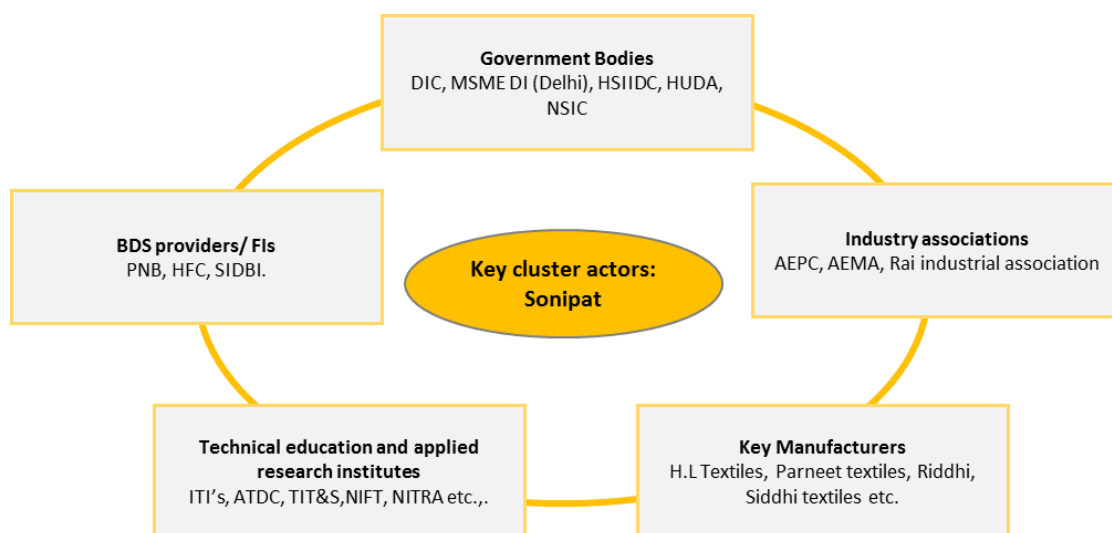 Government Bodies
DIC, MSME DI (Delhi), HSIIDC, HUDA,
NSIC
BDS providers/ FIs
PNB, HFC, SIDBI.
Key cluster actors:
Sonipat
Industry associations
AEPC, AEMA, Rai industrial association
Technical education and applied
research institutes
ITI's, ATDC, TIT&S,NIFT, NITRA etc.,.
Key Manufacturers
H.L Textiles, Parneet textiles, Riddhi,
Siddhi textiles etc.